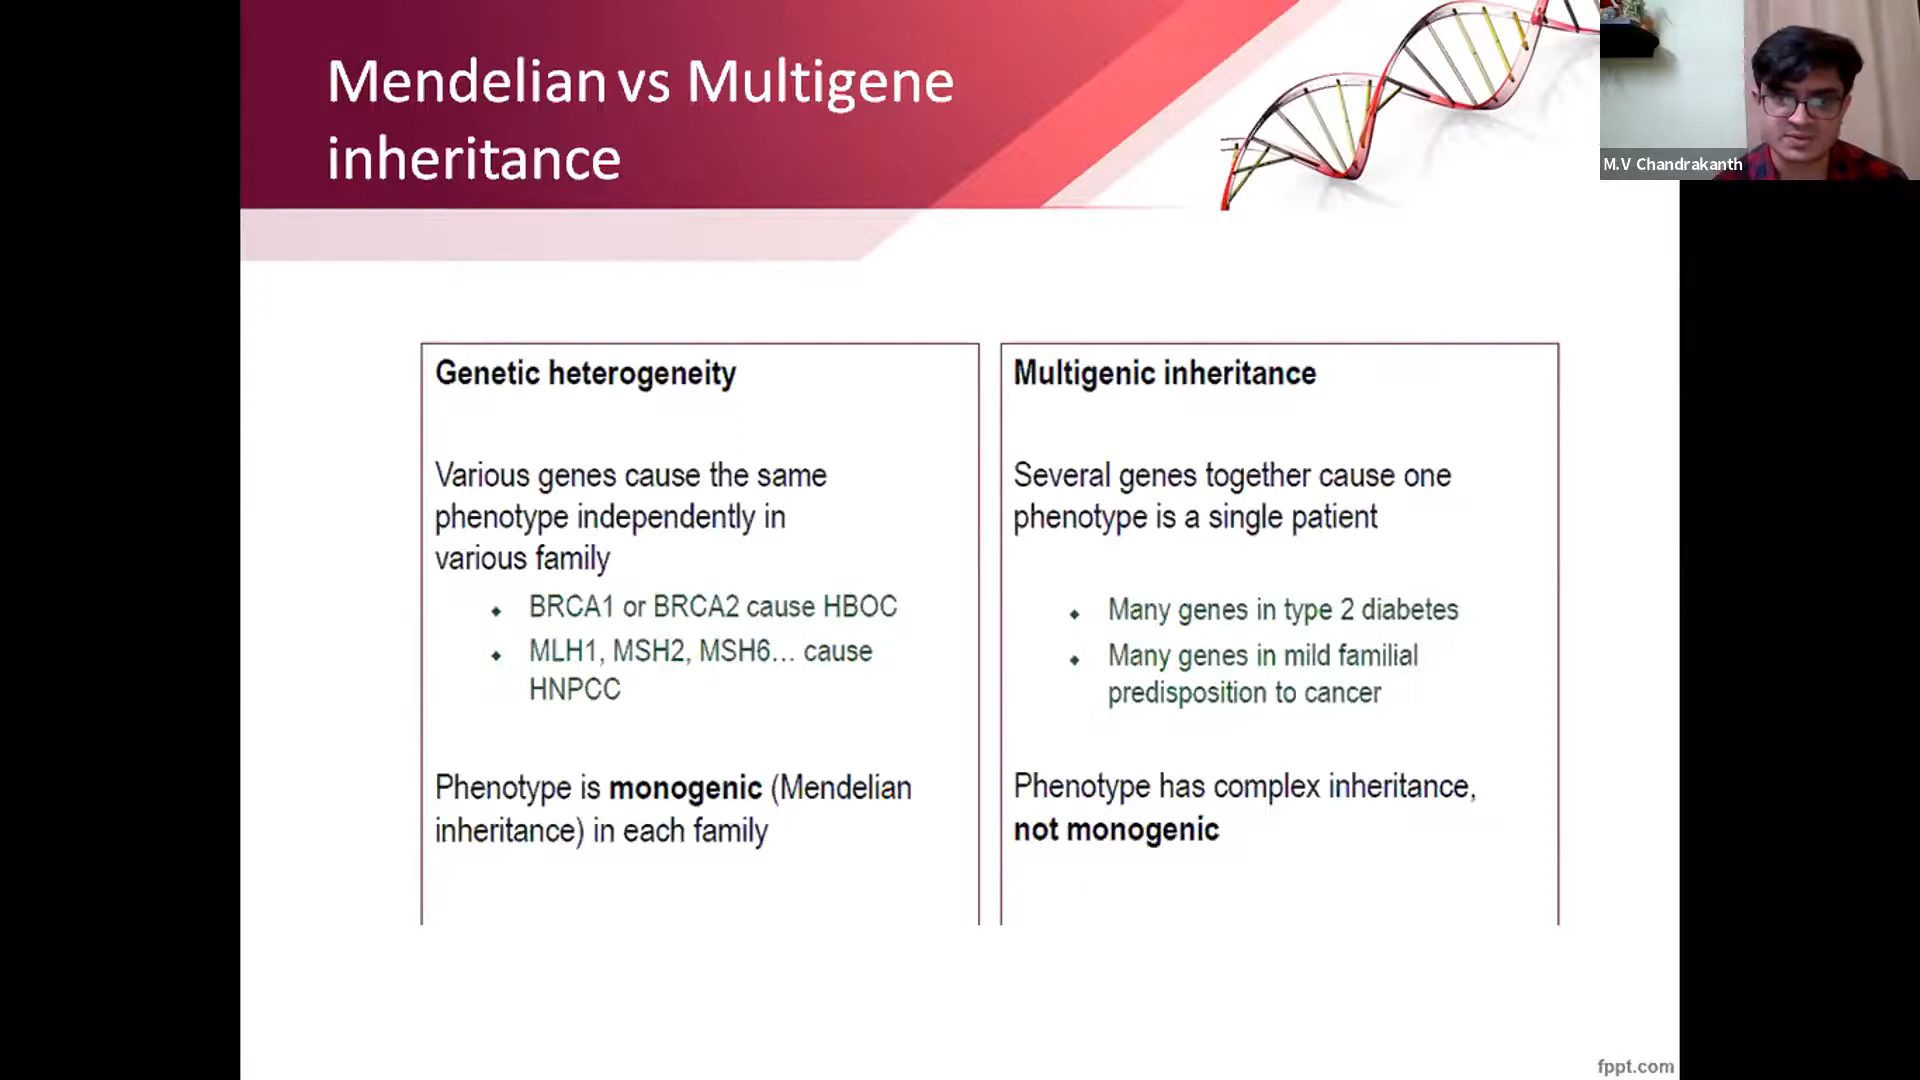 Mendelian vs Multigene
inheritance
M.V Chandrakanth
Genetic heterogeneity
Various genes cause the same
phenotype independently in
various family
BRCA1 or BRCA2 cause HBOC
MLH1, MSH2, MSH6... cause
HNPCC
Phenotype is monogenic (Mendelian
inheritance) in each family
Multigenic inheritance
Several genes together cause one
phenotype is a single patient
Many genes in type 2 diabetes
Many genes in mild familial
predisposition to cancer
Phenotype has complex inheritance,
not monogenic
fppt.com